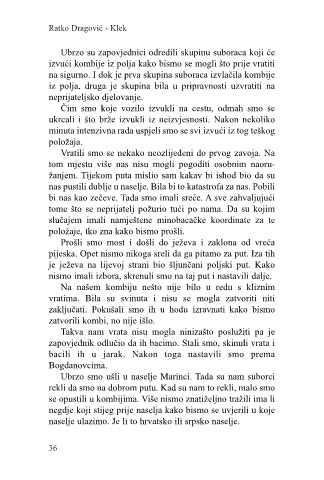 Ratko Dragović - Klek
Ubrzo su zapovjednici odredili skupinu suboraca koji će
izvući kombije iz polja kako bismo se mogli što prije vratiti
na sigurno. I dok je prva skupina suboraca izvlačila kombije
iz polja, druga je skupina bila u pripravnosti uzvratiti na
neprijateljsko djelovanje.
Čim smo koje vozilo izvukli na cestu, odmah smo se
ukrcali i što brže izvukli iz neizvjesnosti. Nakon nekoliko
minuta intenzivna rada uspjeli smo se svi izvući iz tog teškog
položaja.
Vratili smo se nekako neozlijeđeni do prvog zavoja. Na
tom mjestu više nas nisu mogli pogoditi osobnim naoru-
žanjem. Tijekom puta mislio sam kakav bi ishod bio da su
nas pustili dublje u naselje. Bila bi to katastrofa za nas. Pobili
bi nas kao zečeve. Tada smo imali sreće. A sve zahvaljujući
tome što se neprijatelj požurio tući po nama. Da su kojim
slučajem imali namještene minobacačke koordinate za te
položaje, tko zna kako bismo prošli.
Prošli smo most i došli do ježeva i zaklona od vreća
pijeska. Opet nismo nikoga sreli da ga pitamo za put. Iza tih
je ježeva na lijevoj strani bio šljunčani poljski put. Kako
nismo imali izbora, skrenuli smo na taj put i nastavili dalje.
Na našem kombiju nešto nije bilo u redu s kliznim
vratima. Bila su svinuta i nisu se mogla zatvoriti niti
zaključati. Pokušali smo ih u hodu izravnati kako bismo
zatvorili kombi, no nije išlo.
Takva nam vrata nisu mogla ninizašto poslužiti pa je
zapovjednik odlučio da ih bacimo. Stali smo, skinuli vrata i
bacili ih u jarak. Nakon toga nastavili smo prema
Bogdanovcima.
Ubrzo smo ušli u naselje Marinci. Tada su nam suborci
rekli da smo na dobrom putu. Kad su nam to rekli, malo smo
se opustili u kombijima. Više nismo znatiželjno tražili ima li
negdje koji stijeg prije naselja kako bismo se uvjerili u koje
naselje ulazimo. Je li to hrvatsko ili srpsko naselje.
36